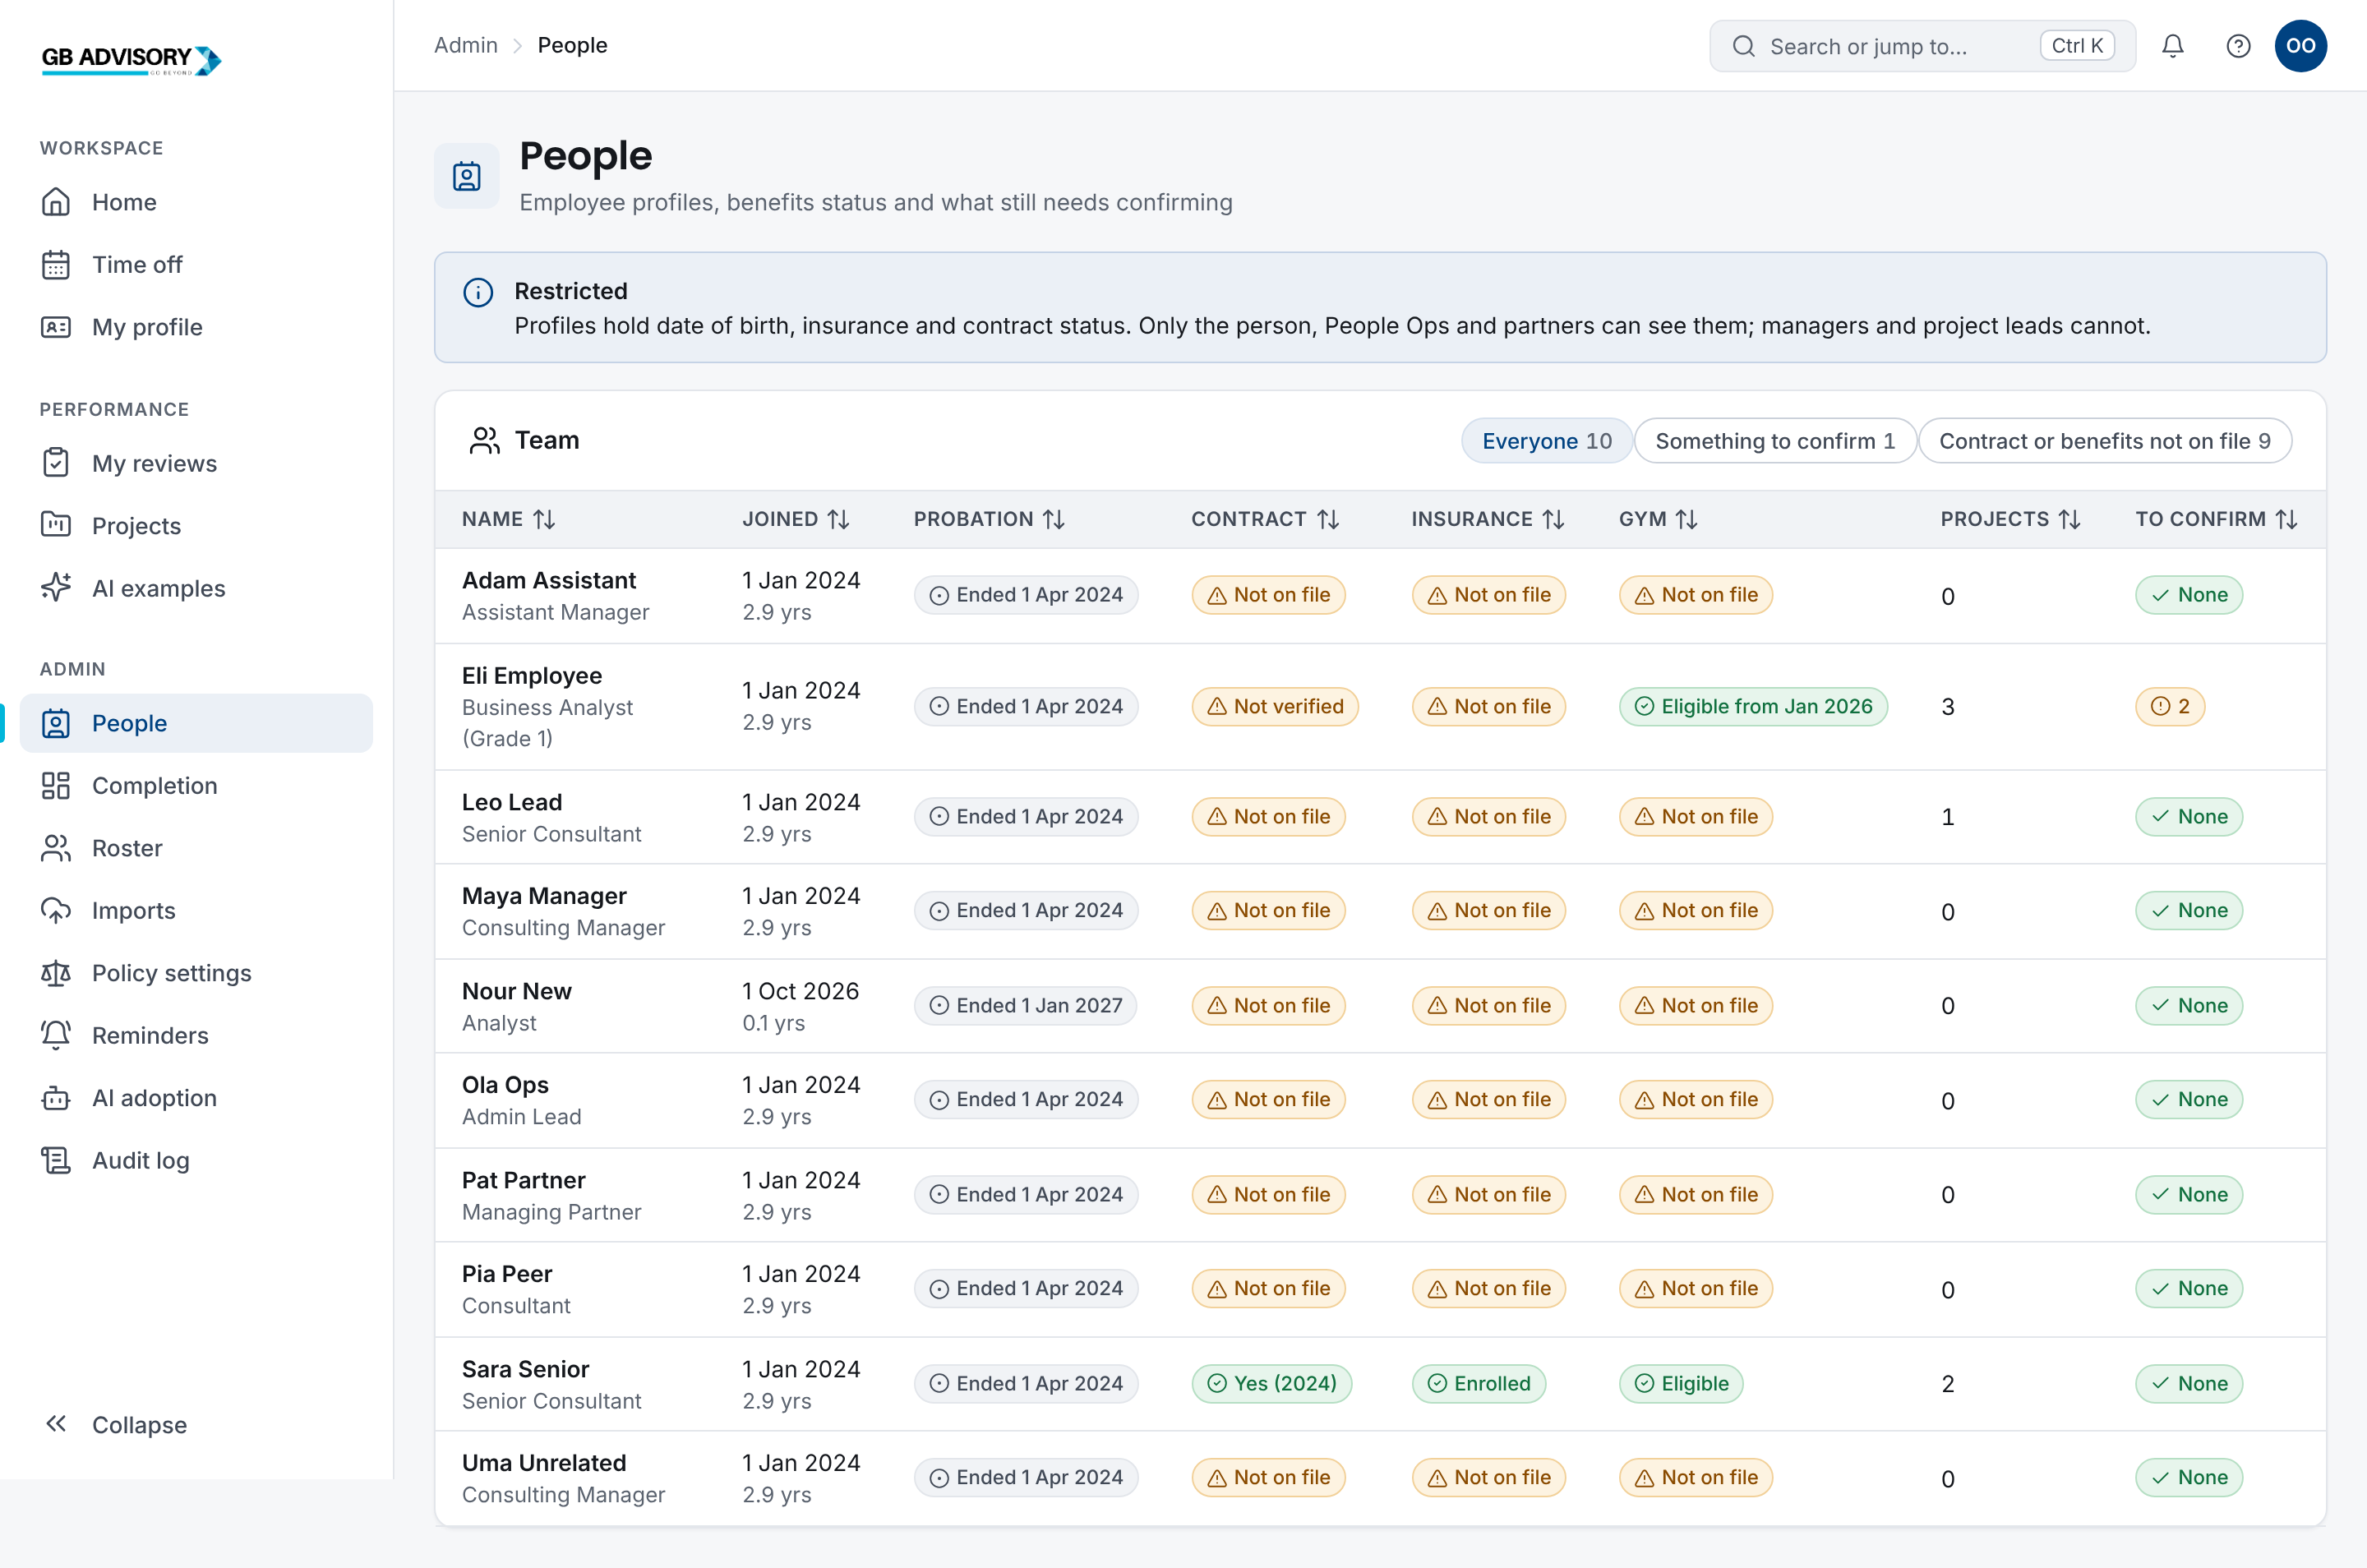 GB ADVISORY
GO BEYOND
Admin > People
Search or jump to...
Ctrl K
OO
WORKSPACE
Home
Time off
My profile
PERFORMANCE
My reviews
Projects
AI examples
ADMIN
People
Completion
Roster
Imports
Policy settings
Reminders
AI adoption
Audit log
Collapse
People
Employee profiles, benefits status and what still needs confirming
Restricted
Profiles hold date of birth, insurance and contract status. Only the person, People Ops and partners can see them; managers and project leads cannot.
Team
Everyone 10
Something to confirm 1
Contract or benefits not on file 9
NAME JOINED PROBATION CONTRACT INSURANCE GYM PROJECTS TO CONFIRM
Adam Assistant 1 Jan 2024 Ended 1 Apr 2024 Not on file Not on file Not on file 0 None
Assistant Manager 2.9 yrs
Eli Employee 1 Jan 2024 Ended 1 Apr 2024 Not verified Not on file Eligible from Jan 2026 3 2
Business Analyst 2.9 yrs
(Grade 1)
Leo Lead 1 Jan 2024 Ended 1 Apr 2024 Not on file Not on file Not on file 1 None
Senior Consultant 2.9 yrs
Maya Manager 1 Jan 2024 Ended 1 Apr 2024 Not on file Not on file Not on file 0 None
Consulting Manager 2.9 yrs
Nour New 1 Oct 2026 Ended 1 Jan 2027 Not on file Not on file Not on file 0 None
Analyst 0.1 yrs
Ola Ops 1 Jan 2024 Ended 1 Apr 2024 Not on file Not on file Not on file 0 None
Admin Lead 2.9 yrs
Pat Partner 1 Jan 2024 Ended 1 Apr 2024 Not on file Not on file Not on file 0 None
Managing Partner 2.9 yrs
Pia Peer 1 Jan 2024 Ended 1 Apr 2024 Not on file Not on file Not on file 0 None
Consultant 2.9 yrs
Sara Senior 1 Jan 2024 Ended 1 Apr 2024 Yes (2024) Enrolled Eligible 2 None
Senior Consultant 2.9 yrs
Uma Unrelated 1 Jan 2024 Ended 1 Apr 2024 Not on file Not on file Not on file 0 None
Consulting Manager 2.9 yrs